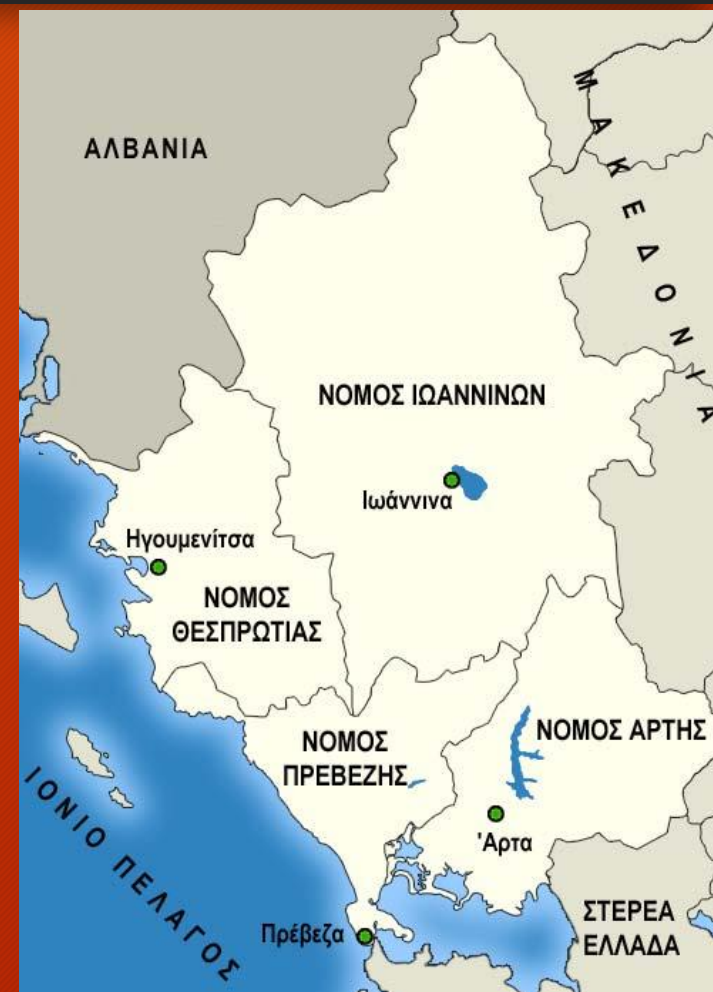 ΑΛΒΑΝΙΑ
ΜΑΚΕΔΟΝΙΑ
ΝΟΜΟΣ ΙΩΑΝΝΙΝΩΝ
Ιωάννινα
Ηγουμενίτσα
ΝΟΜΟΣ
ΘΕΣΠΡΩΤΙΑΣ
ΝΟΜΟΣ
ΠΡΕΒΕΖΗΣ
ΝΟΜΟΣ ΑΡΤΗΣ
'Αρτα
ΙΟΝΙΟ ΠΕΛΑΓΟΣ
Πρέβεζα
ΣΤΕΡΕΑ
ΕΛΛΑΔΑ